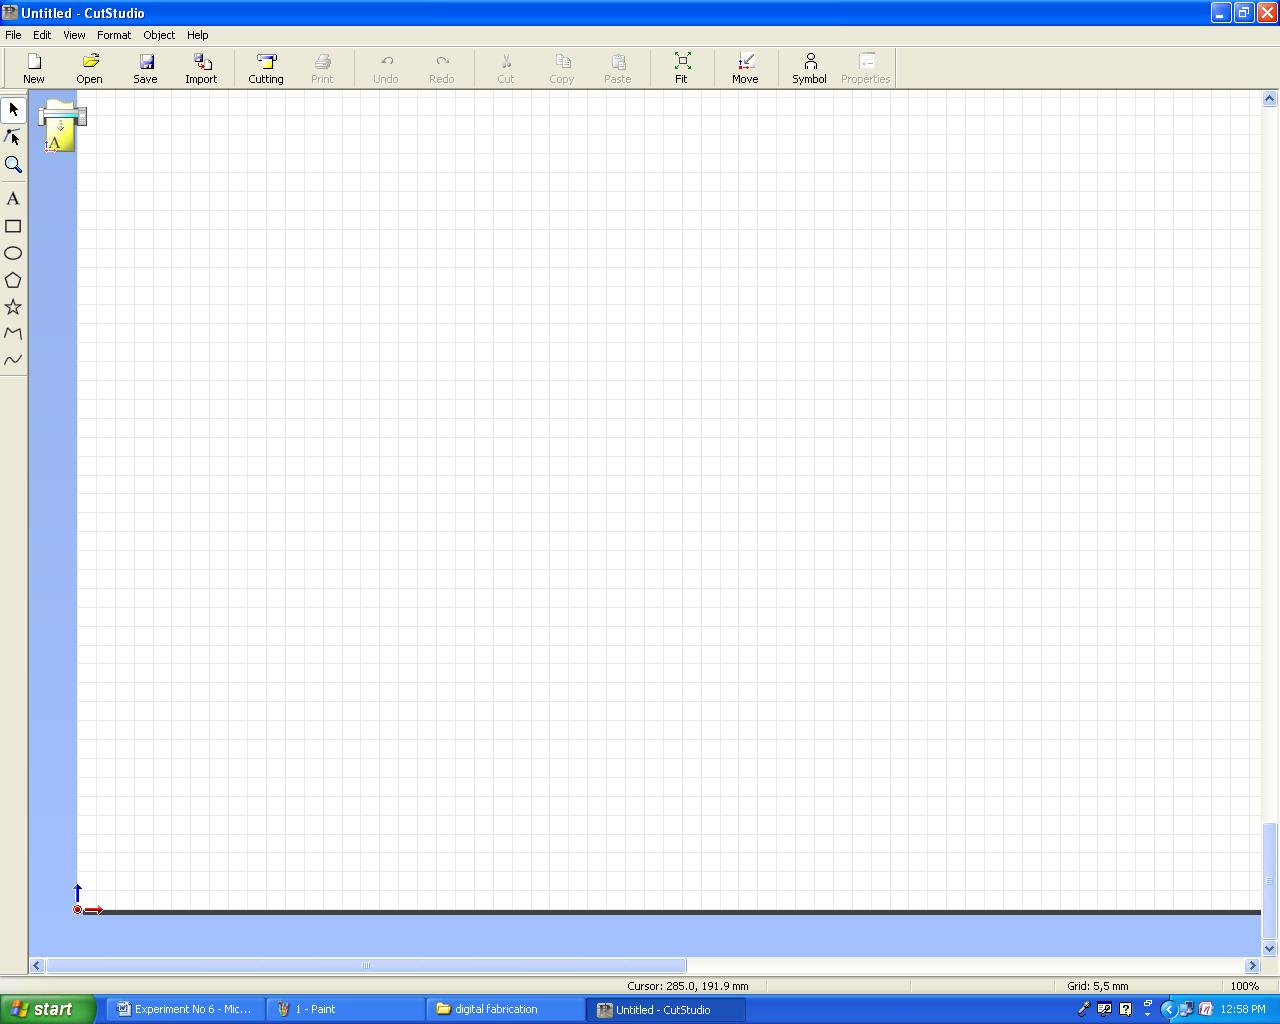 Untitled - CutStudio
File Edit View Format Object Help
New Open Save Import Cutting Print Undo Redo Cut Copy Paste Fit Move Symbol Properties
A
A
Cursor: 285.0, 191.9 mm Grid: 5,5 mm 100%
start Experiment No 6 - Mic... 1 - Paint digital fabrication Untitled - CutStudio 12:58 PM